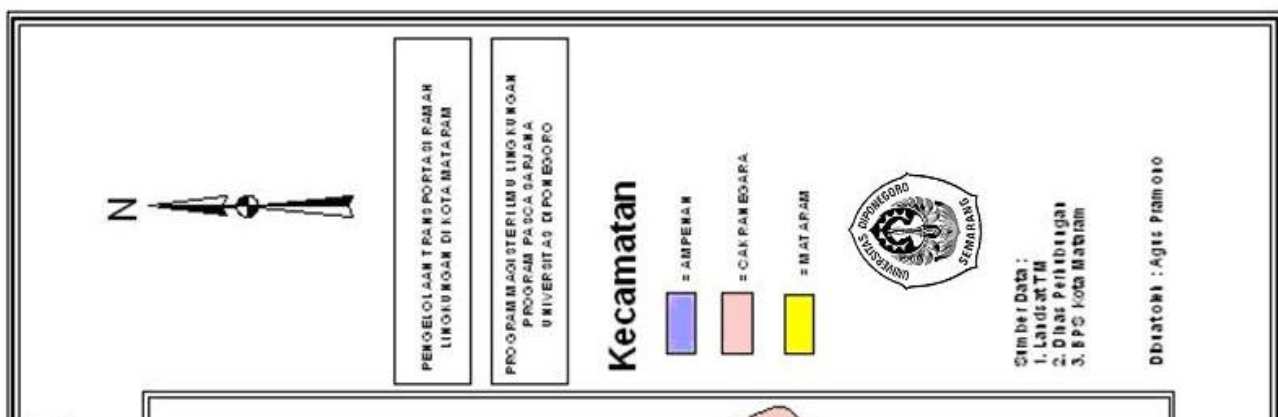 N
PENGELOLAAN TRANSPORTASI RAMAH
LINGKUNGAN DI KOTA MATARAM
PROGRAM MAGISTER ILMU LINGKUNGAN
PROGRAM PASCA SARJANA
UNIVERSITAS DIPONEGORO
Kecamatan
= AMPENAN
= CAKRANEGARA
= MATARAM
UNIVERSITAS DIPONEGORO
SEMARANG
Sumber Data :
1. Landsat TM
2. Dinas Perhubungan
3. BPS Kota Mataram
Dibuat oleh : Agus Pramono